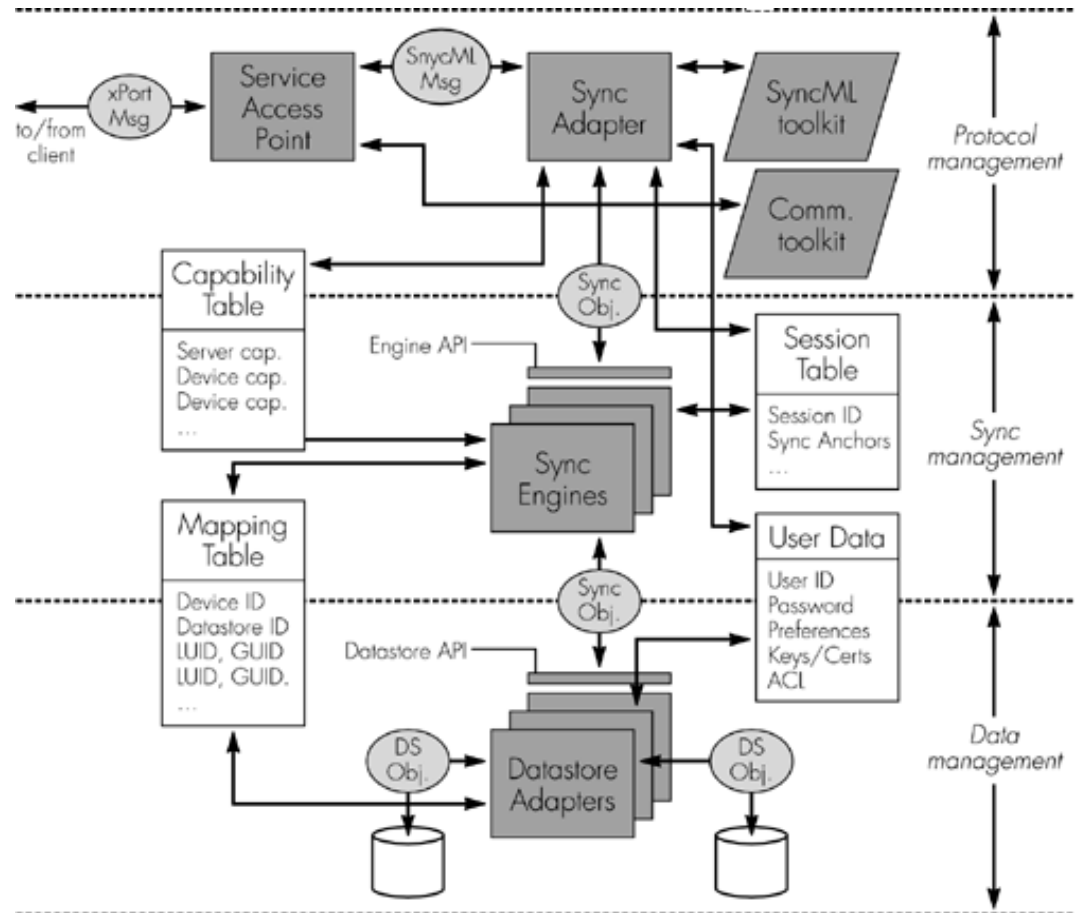 SnycML
Msg
Service
Access
Point
Sync
Adapter
SyncML
toolkit
xPort
Msg
to/from
client
Protocol
management
Comm.
toolkit
Capability
Table
Server cap.
Device cap.
Device cap.
...
Sync
Obj.
Engine API
Session
Table
Session ID
Sync Anchors
...
Sync
management
Sync
Engines
Mapping
Table
Device ID
Datastore ID
LUID, GUID
LUID, GUID.
...
User Data
User ID
Password
Preferences
Keys/Certs
ACL
Sync
Obj.
Datastore API
DS
Obj.
Datastore
Adapters
DS
Obj.
Data
management